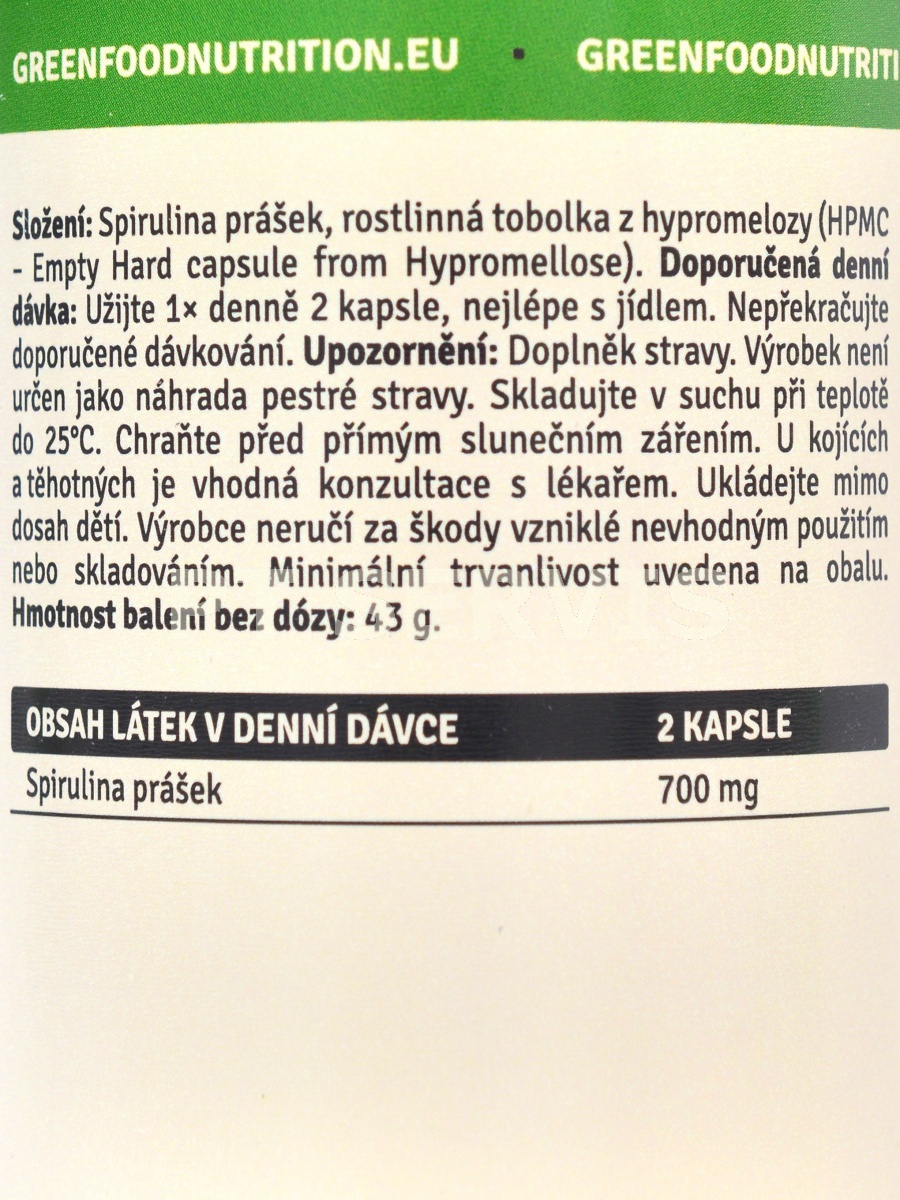 GREENFOODNUTRITION.EU • GREENFOODNUTRITI
Složení: Spirulina prášek, rostlinná tobolka z hypromelozy (HPMC
- Empty Hard capsule from Hypromellose). Doporučená denní
dávka: Užijte 1× denně 2 kapsle, nejlépe s jídlem. Nepřekračujte
doporučené dávkování. Upozornění: Doplněk stravy. Výrobek není
určen jako náhrada pestré stravy. Skladujte v suchu při teplotě
do 25°C. Chraňte před přímým slunečním zářením. U kojících
a těhotných je vhodná konzultace s lékařem. Ukládejte mimo
dosah dětí. Výrobce neručí za škody vzniklé nevhodným použitím
nebo skladováním. Minimální trvanlivost uvedena na obalu.
Hmotnost balení bez dózy: 43 g.
OBSAH LÁTEK V DENNÍ DÁVCE 2 KAPSLE
Spirulina prášek 700 mg